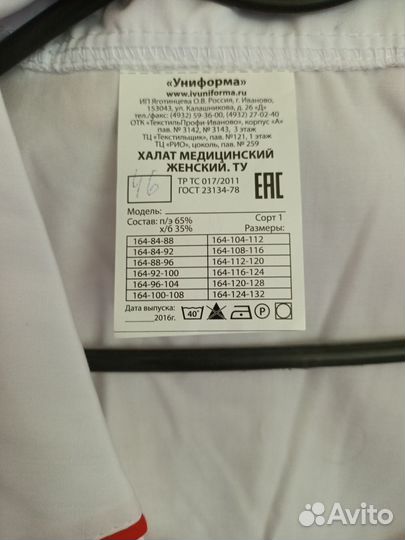 «Униформа»
www.ivuniforma.ru
ИП Яготинцева О.В. Россия, г. Иваново,
153043, ул. Калашникова, д. 26 «Д»
тел./факс: (4932) 59-36-00, (4932) 27-02-40
ОТК «ТекстильПрофи-Иваново», корпус «А»
пав. № 3142, № 3143, 3 этаж
ТЦ «Текстильщик», пав. №121, 1 этаж
ТЦ «РИО», цоколь, пав. № 259
ХАЛАТ МЕДИЦИНСКИЙ
ЖЕНСКИЙ. ТУ
46 ТР ТС 017/2011 EAC
ГОСТ 23134-78
Модель:
Состав: п/э 65% Сорт 1
х/б 35% Размеры:
164-84-88 164-104-112
164-84-92 164-108-116
164-88-96 164-112-120
164-92-100 164-116-124
164-96-104 164-120-128
164-100-108 164-124-132
Дата выпуска: 40° P
2016г.
Avito